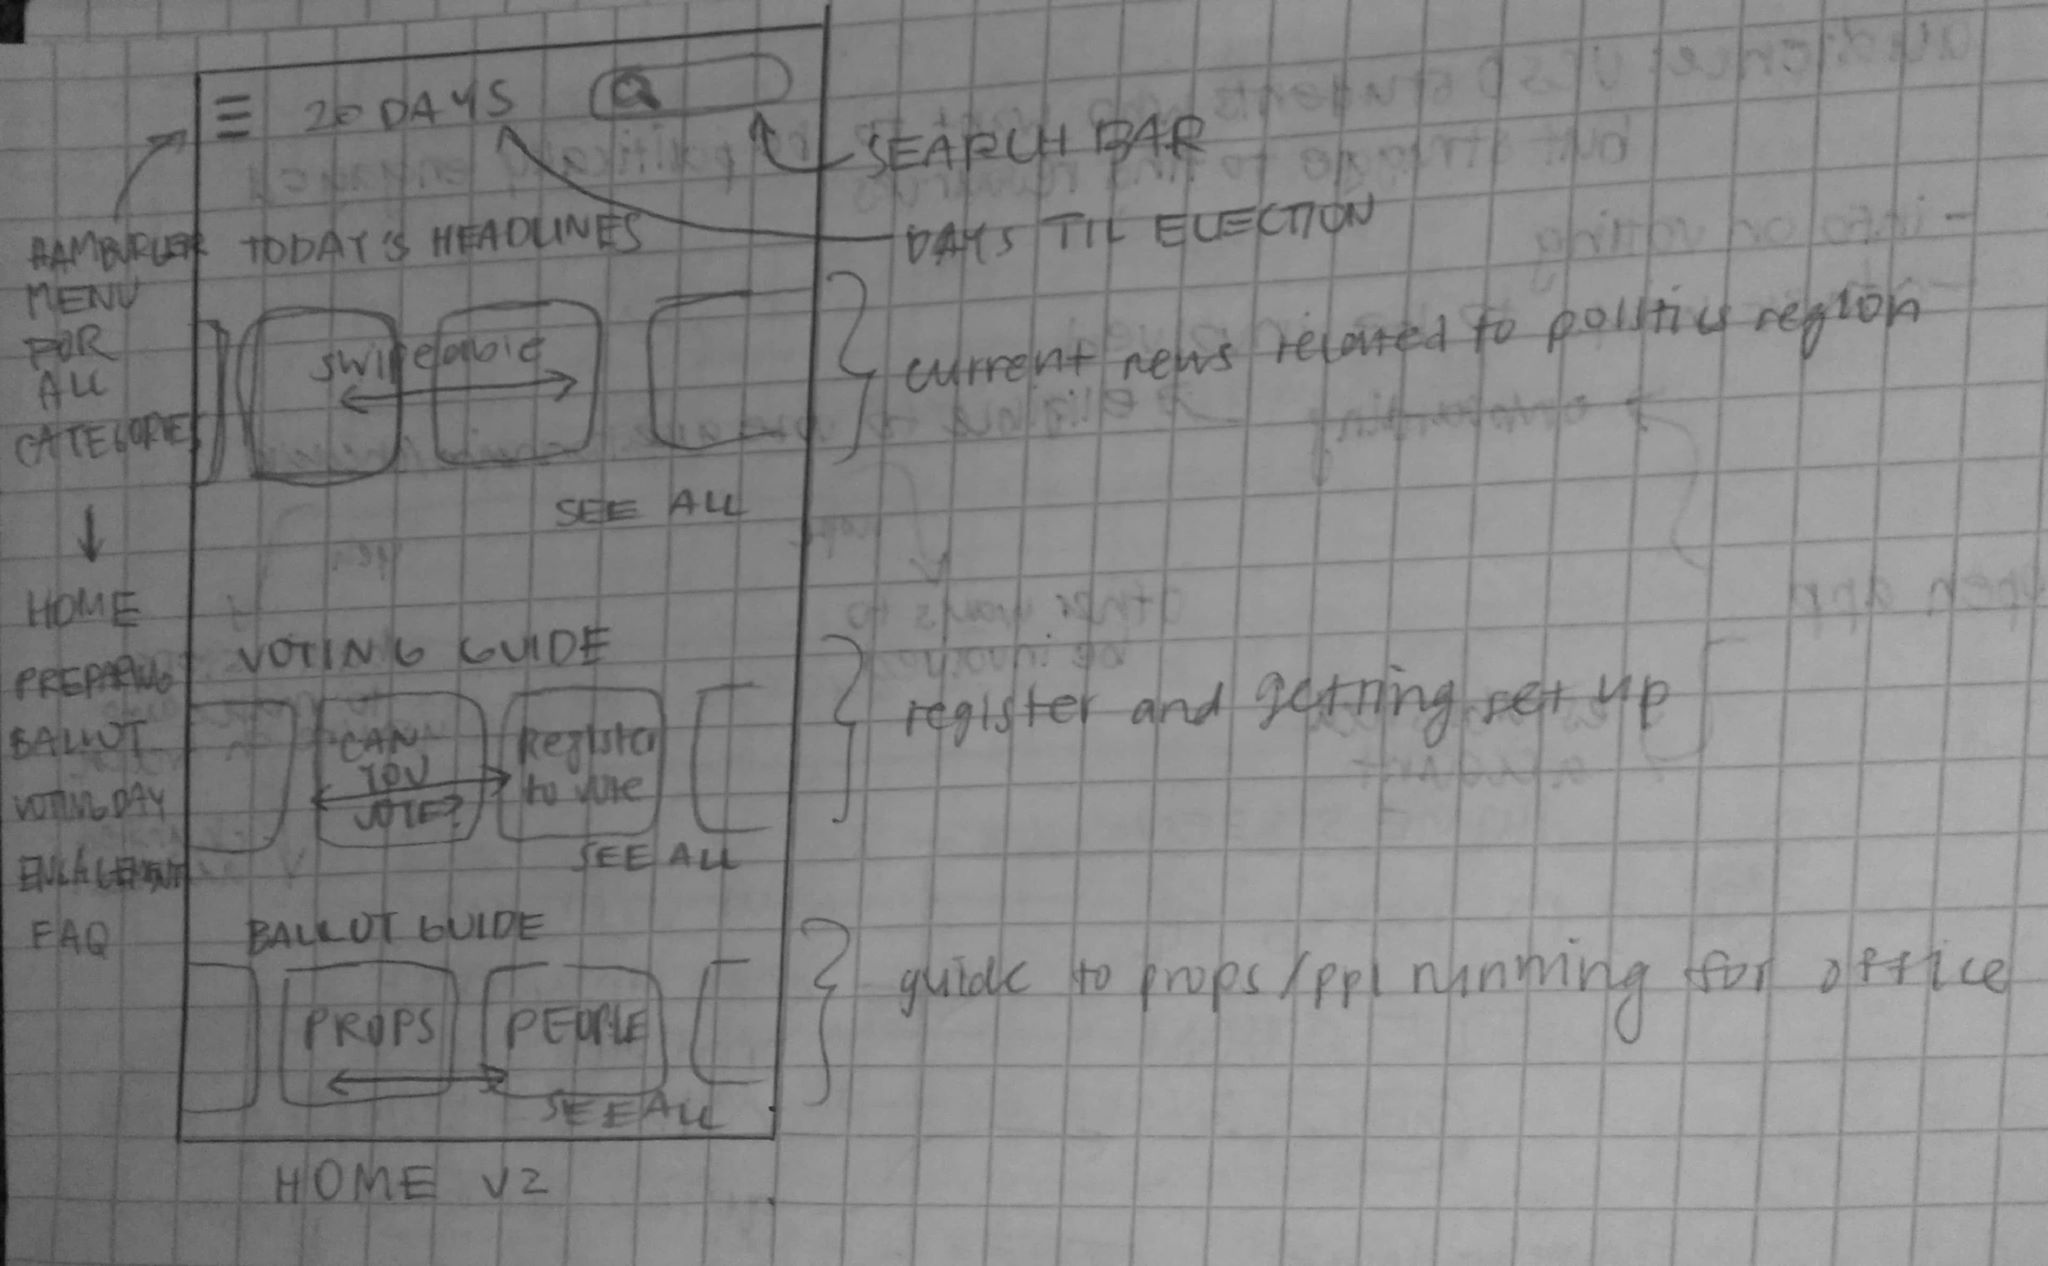 20 DAYS
SEARCH BAR
DAYS TIL ELECTION
HAMBURGER
MENU
FOR
ALL
CATEGORIES
HOME
PREPARING
BALLOT
VOTING DAY
ENGAGEMENT
FAQ
TODAY'S HEADLINES
swipeable
current news related to politics region
SEE ALL
VOTING GUIDE
CAN
YOU
VOTE?
Register
to vote
register and getting set up
SEE ALL
BALLOT GUIDE
PROPS
PEOPLE
guide to props/ppl running for office
SEE ALL
HOME V2